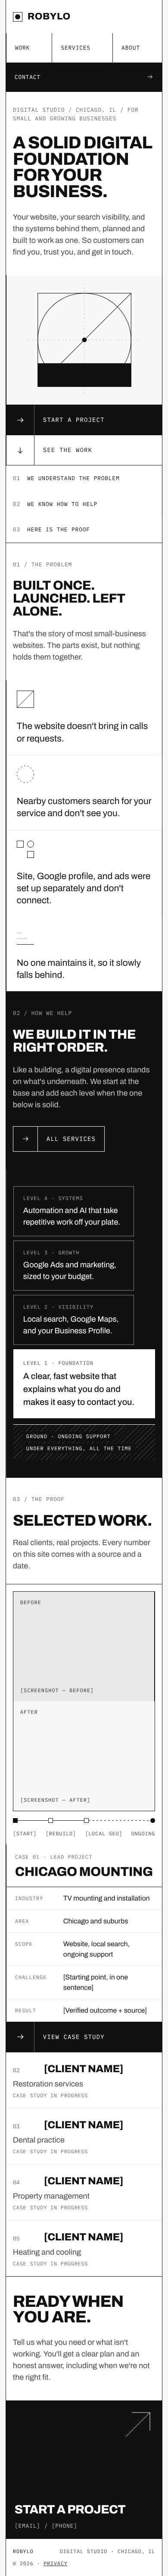 ROBYLO
WORK SERVICES ABOUT
CONTACT →
DIGITAL STUDIO / CHICAGO, IL / FOR
SMALL AND GROWING BUSINESSES
A SOLID DIGITAL
FOUNDATION
FOR YOUR
BUSINESS.
Your website, your search visibility, and
the systems behind them, planned and
built to work as one. So customers can
find you, trust you, and get in touch.
→ START A PROJECT
↓ SEE THE WORK
01 WE UNDERSTAND THE PROBLEM
02 WE KNOW HOW TO HELP
03 HERE IS THE PROOF
01 / THE PROBLEM
BUILT ONCE.
LAUNCHED. LEFT
ALONE.
That's the story of most small-business
websites. The parts exist, but nothing
holds them together.
The website doesn't bring in calls
or requests.
Nearby customers search for your
service and don't see you.
Site, Google profile, and ads were
set up separately and don't
connect.
No one maintains it, so it slowly
falls behind.
02 / HOW WE HELP
WE BUILD IT IN THE
RIGHT ORDER.
Like a building, a digital presence stands
on what's underneath. We start at the
base and add each level when the one
below is solid.
→ ALL SERVICES
LEVEL 4 · SYSTEMS
Automation and AI that take
repetitive work off your plate.
LEVEL 3 · GROWTH
Google Ads and marketing,
sized to your budget.
LEVEL 2 · VISIBILITY
Local search, Google Maps,
and your Business Profile.
LEVEL 1 · FOUNDATION
A clear, fast website that
explains what you do and
makes it easy to contact you.
GROUND · ONGOING SUPPORT
UNDER EVERYTHING, ALL THE TIME
03 / THE PROOF
SELECTED WORK.
Real clients, real projects. Every number
on this site comes with a source and a
date.
BEFORE
[SCREENSHOT — BEFORE]
AFTER
[SCREENSHOT — AFTER]
[START] [REBUILD] [LOCAL SEO] ONGOING
CASE 01 · LEAD PROJECT
CHICAGO MOUNTING
INDUSTRY TV mounting and installation
AREA Chicago and suburbs
SCOPE Website, local search,
ongoing support
CHALLENGE [Starting point, in one
sentence]
RESULT [Verified outcome + source]
→ VIEW CASE STUDY
02 [CLIENT NAME]
Restoration services
CASE STUDY IN PROGRESS
03 [CLIENT NAME]
Dental practice
CASE STUDY IN PROGRESS
04 [CLIENT NAME]
Property management
CASE STUDY IN PROGRESS
05 [CLIENT NAME]
Heating and cooling
CASE STUDY IN PROGRESS
READY WHEN
YOU ARE.
Tell us what you need or what isn't
working. You'll get a clear plan and an
honest answer, including when we're not
the right fit.
START A PROJECT
[EMAIL] / [PHONE]
ROBYLO DIGITAL STUDIO · CHICAGO, IL
© 2026 · PRIVACY